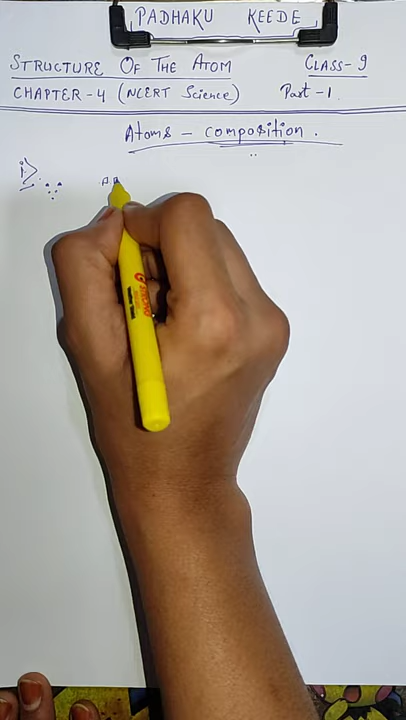 PADHAKU KEEDE
STRUCTURE OF THE ATOM CLASS-9
CHAPTER-4 (NCERT Science) Part-1.
Atoms - composition.